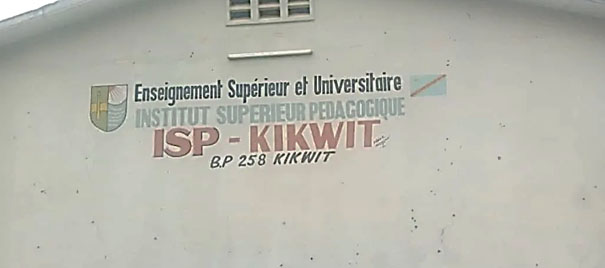 Enseignement Supérieur et Universitaire
INSTITUT SUPERIEUR PEDAGOGIQUE
ISP - KIKWIT
B.P 258 KIKWIT